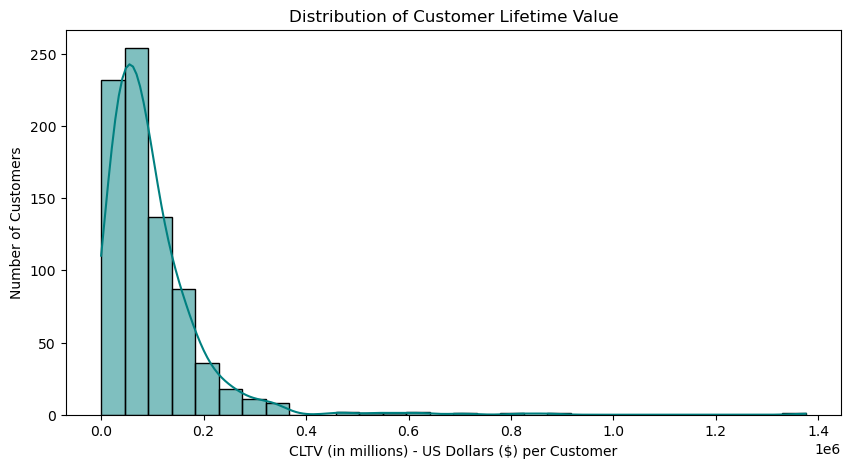 Distribution of Customer Lifetime Value
Number of Customers
250
200
150
100
50
0
0.0 0.2 0.4 0.6 0.8 1.0 1.2 1.4
1e6
CLTV (in millions) - US Dollars ($) per Customer